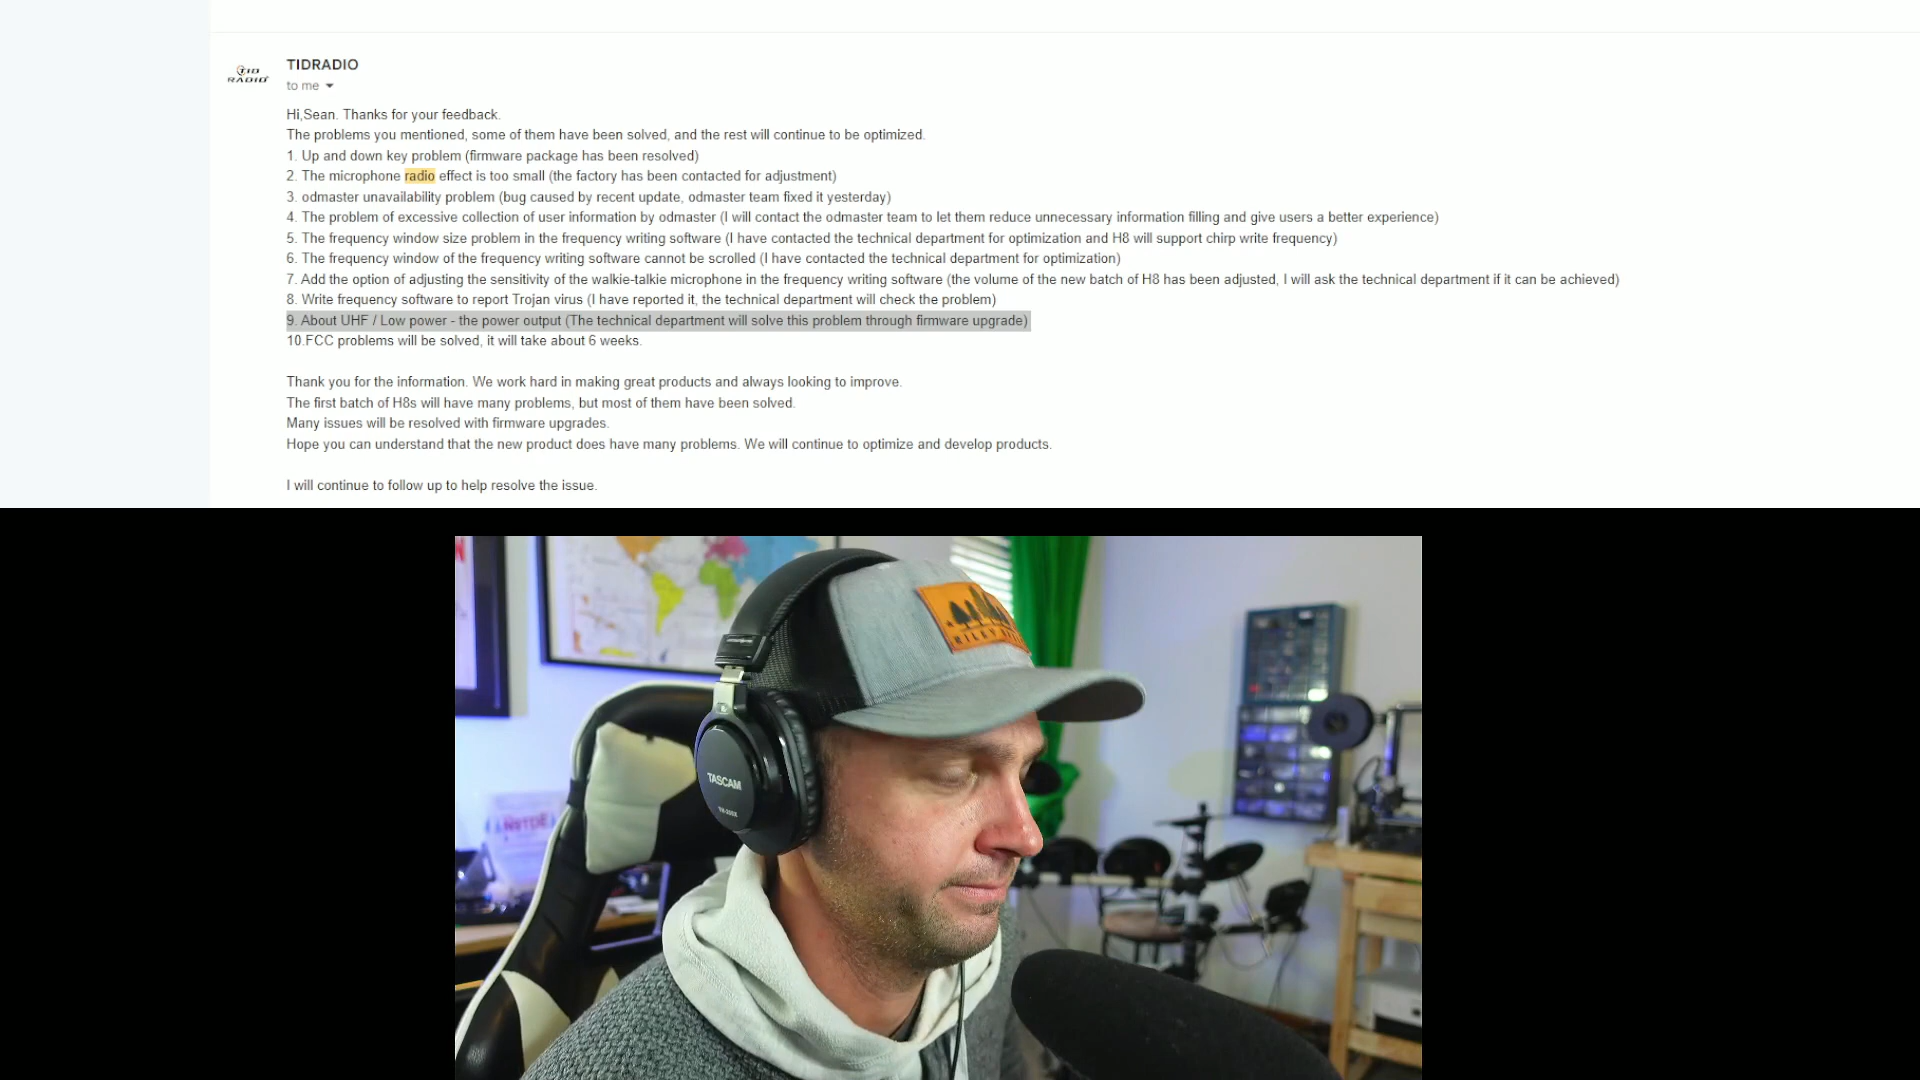 TIDRADIO
TID
RADIO
to me
Hi,Sean. Thanks for your feedback.
The problems you mentioned, some of them have been solved, and the rest will continue to be optimized.
1. Up and down key problem (firmware package has been resolved)
2. The microphone radio effect is too small (the factory has been contacted for adjustment)
3. odmaster unavailability problem (bug caused by recent update, odmaster team fixed it yesterday)
4. The problem of excessive collection of user information by odmaster (I will contact the odmaster team to let them reduce unnecessary information filling and give users a better experience)
5. The frequency window size problem in the frequency writing software (I have contacted the technical department for optimization and H8 will support chirp write frequency)
6. The frequency window of the frequency writing software cannot be scrolled (I have contacted the technical department for optimization)
7. Add the option of adjusting the sensitivity of the walkie-talkie microphone in the frequency writing software (the volume of the new batch of H8 has been adjusted, I will ask the technical department if it can be achieved)
8. Write frequency software to report Trojan virus (I have reported it, the technical department will check the problem)
9. About UHF / Low power - the power output (The technical department will solve this problem through firmware upgrade)
10.FCC problems will be solved, it will take about 6 weeks.
Thank you for the information. We work hard in making great products and always looking to improve.
The first batch of H8s will have many problems, but most of them have been solved.
Many issues will be resolved with firmware upgrades.
Hope you can understand that the new product does have many problems. We will continue to optimize and develop products.
I will continue to follow up to help resolve the issue.
TASCAM